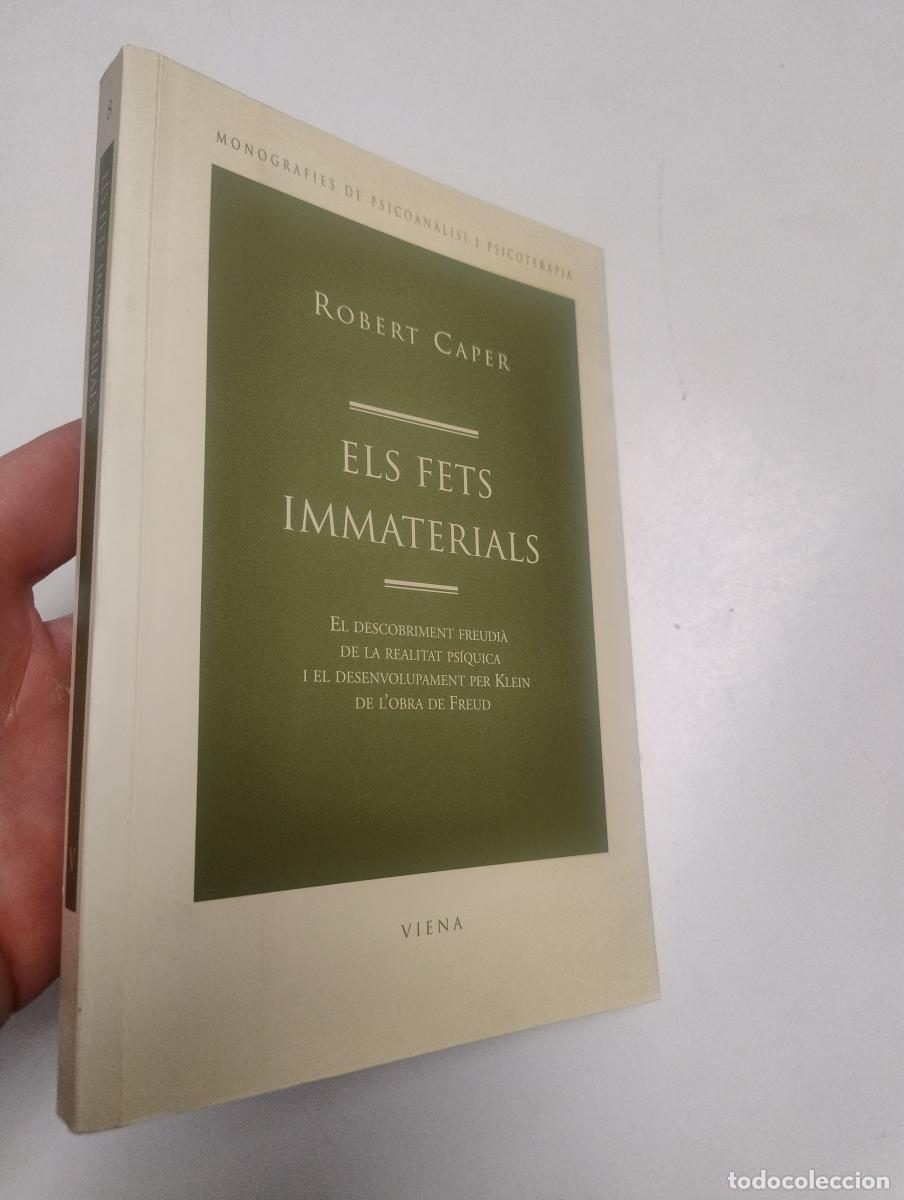 MONOGRAFIES DE PSICOANÀLISI I PSICOTERÀPIA
ROBERT CAPER
ELS FETS
IMMATERIALS
EL DESCOBRIMENT FREUDIÀ
DE LA REALITAT PSÍQUICA
I EL DESENVOLUPAMENT PER KLEIN
DE L'OBRA DE FREUD
VIENA
8
ELS FETS IMMATERIALS
V
todocoleccion